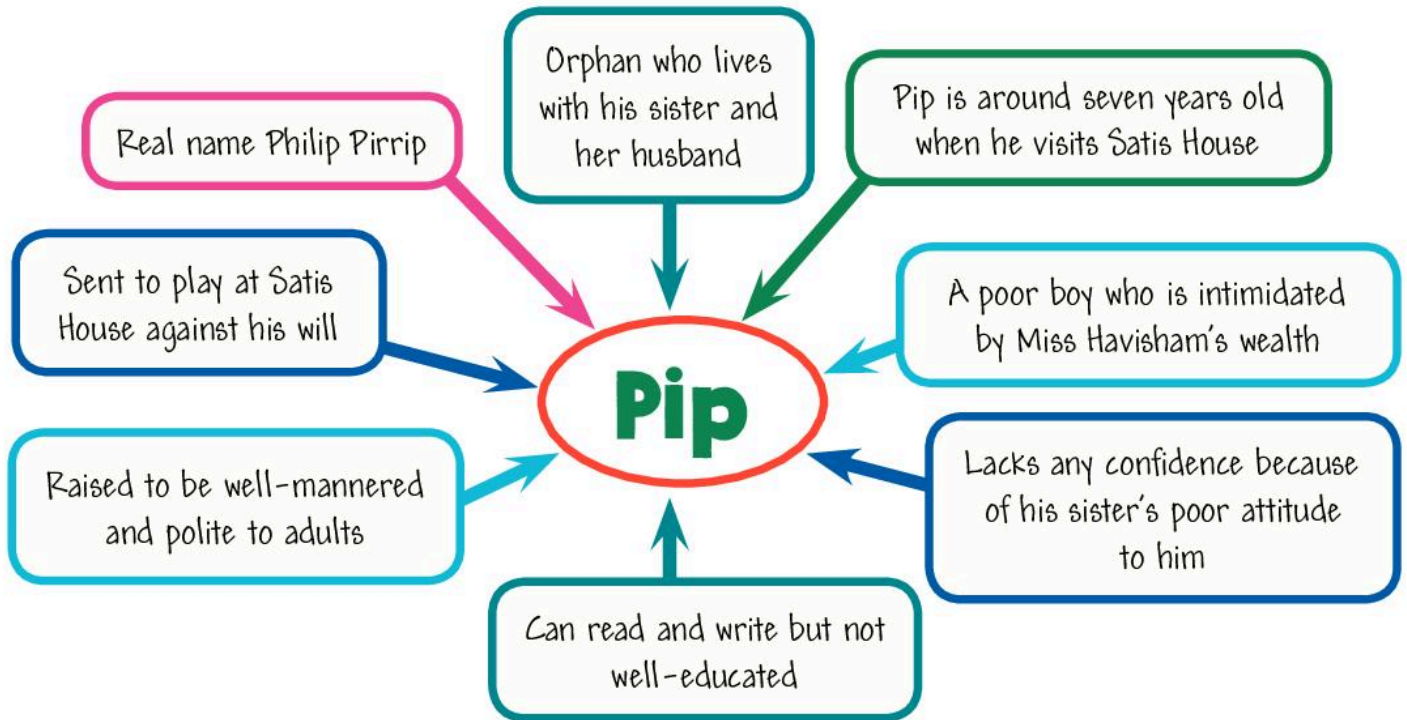 Orphan who lives
with his sister and
her husband
Real name Philip Pirrip
Pip is around seven years old
when he visits Satis House
Sent to play at Satis
House against his will
A poor boy who is intimidated
by Miss Havisham's wealth
Pip
Raised to be well-mannered
and polite to adults
Lacks any confidence because
of his sister's poor attitude
to him
Can read and write but not
well-educated